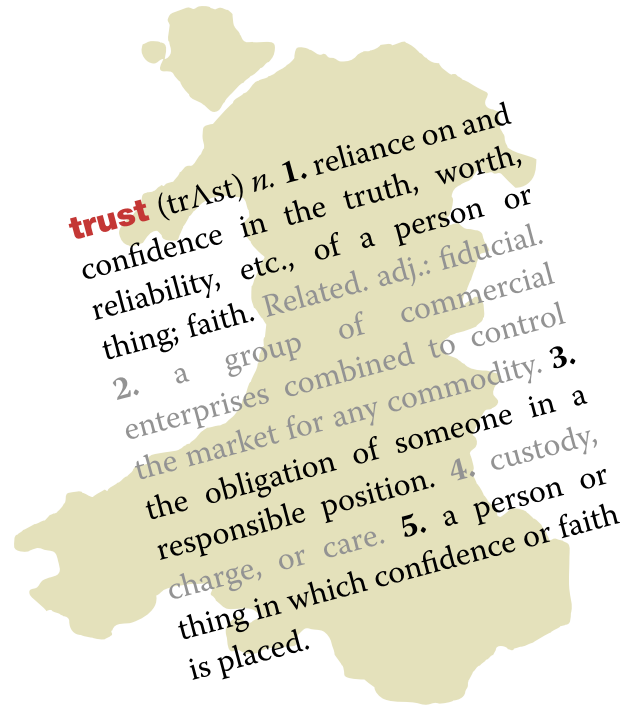 trust (trΛst) n. 1. reliance on and
confidence in the truth, worth,
reliability, etc., of a person or
thing; faith. Related. adj.: fiducial.
2. a group of commercial
enterprises combined to control
the market for any commodity. 3.
the obligation of someone in a
responsible position. 4. custody,
charge, or care. 5. a person or
thing in which confidence or faith
is placed.